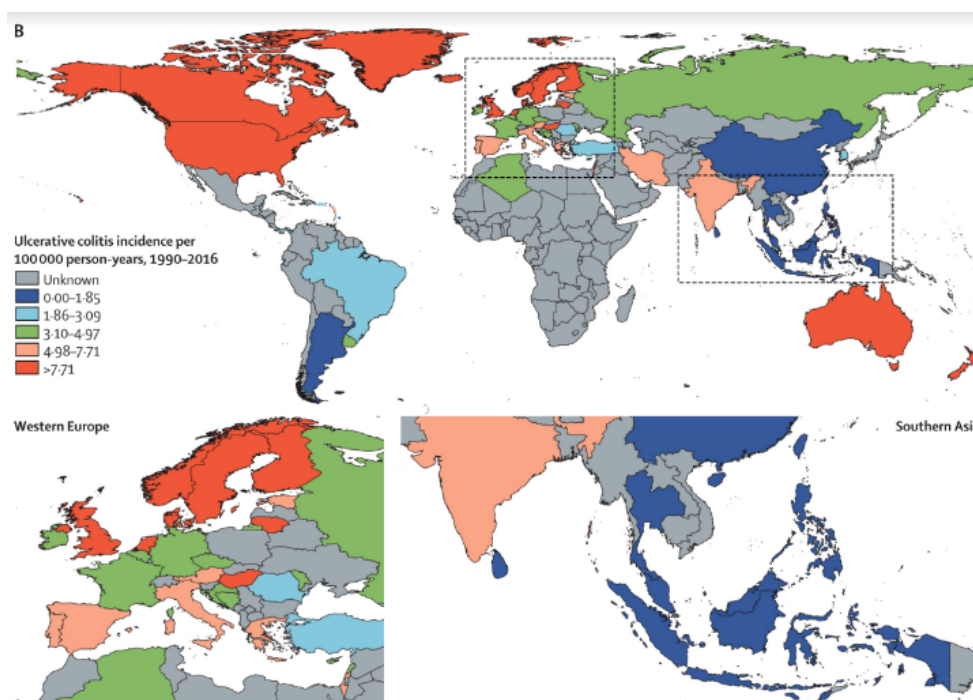 B
Ulcerative colitis incidence per
100 000 person-years, 1990–2016
Unknown
0·00–1·85
1·86–3·09
3·10–4·97
4·98–7·71
>7·71
Western Europe
Southern Asi